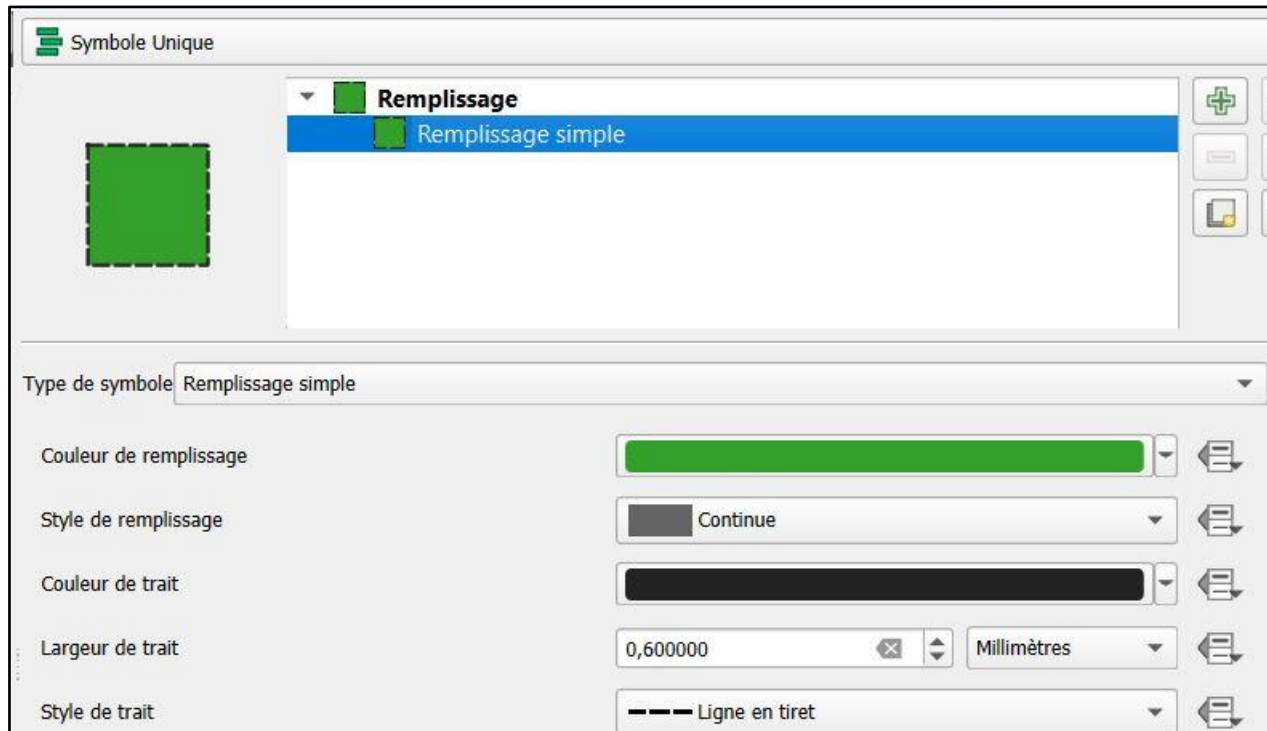 Symbole Unique
Remplissage
Remplissage simple
Type de symbole Remplissage simple
Couleur de remplissage
Style de remplissage Continue
Couleur de trait
Largeur de trait 0,600000 Millimètres
Style de trait Ligne en tiret